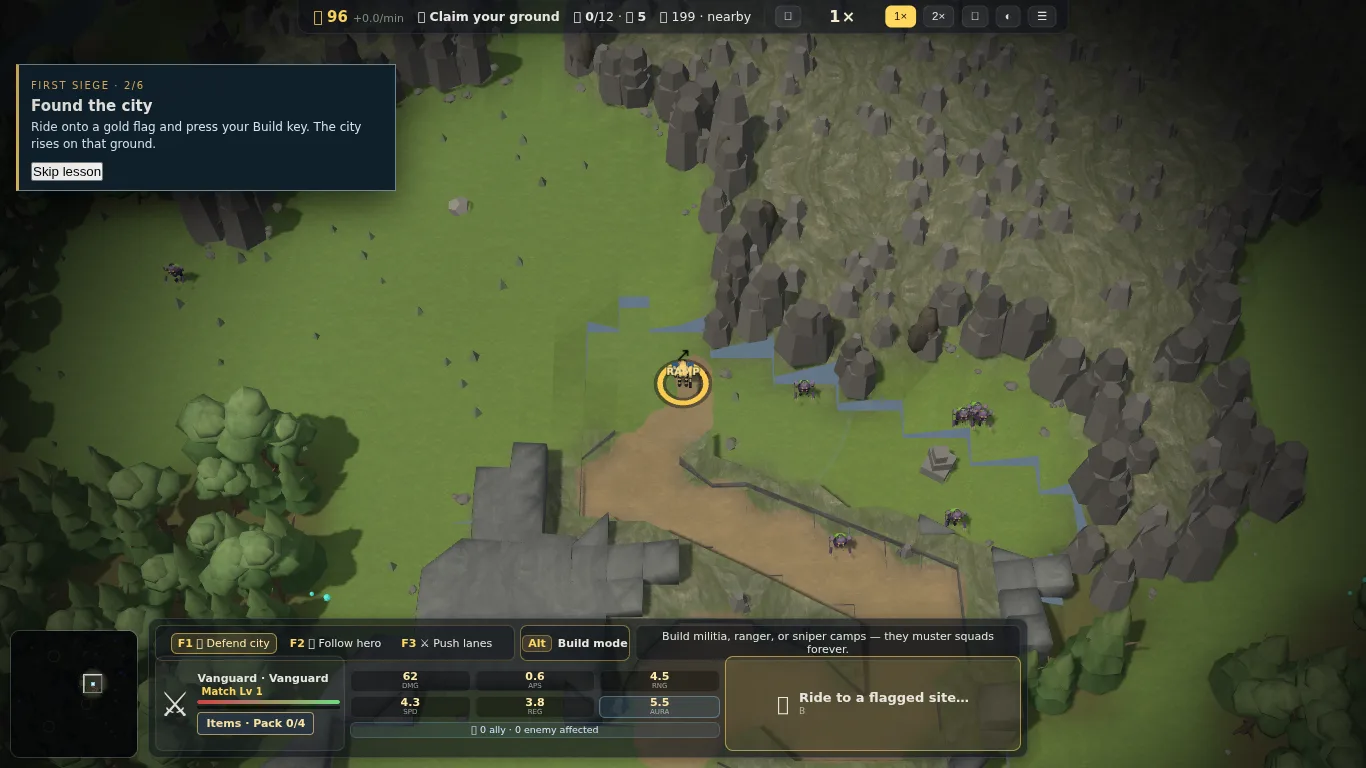 96 +0.0/min Claim your ground 0/12 · 5 199 · nearby 1× 1× 2× ☰
FIRST SIEGE · 2/6
Found the city
Ride onto a gold flag and press your Build key. The city
rises on that ground.
Skip lesson
RAMP
F1 Defend city F2 Follow hero F3 ⚔ Push lanes Alt Build mode
Build militia, ranger, or sniper camps — they muster squads
forever.
Vanguard · Vanguard
Match Lv 1
Items · Pack 0/4
62 0.6 4.5
DMG APS RNG
4.3 3.8 5.5
SPD REG AURA
0 ally · 0 enemy affected
Ride to a flagged site…
B